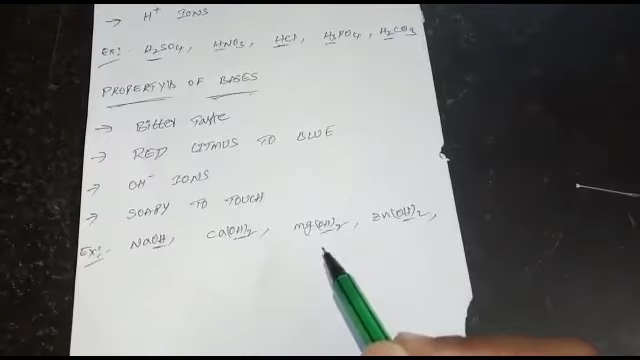 → H⁺ IONS
Ex:- H₂SO₄, HNO₃, HCl, H₃PO₄, H₂CO₃
PROPERTYIS OF BASES
→ Bitter Taste
→ RED LITMUS TO BLUE
→ OH⁻ IONS
→ SOAPY TO TOUCH
Ex:- NaOH, Ca(OH)₂, mg(OH)₂, Zn(OH)₂,